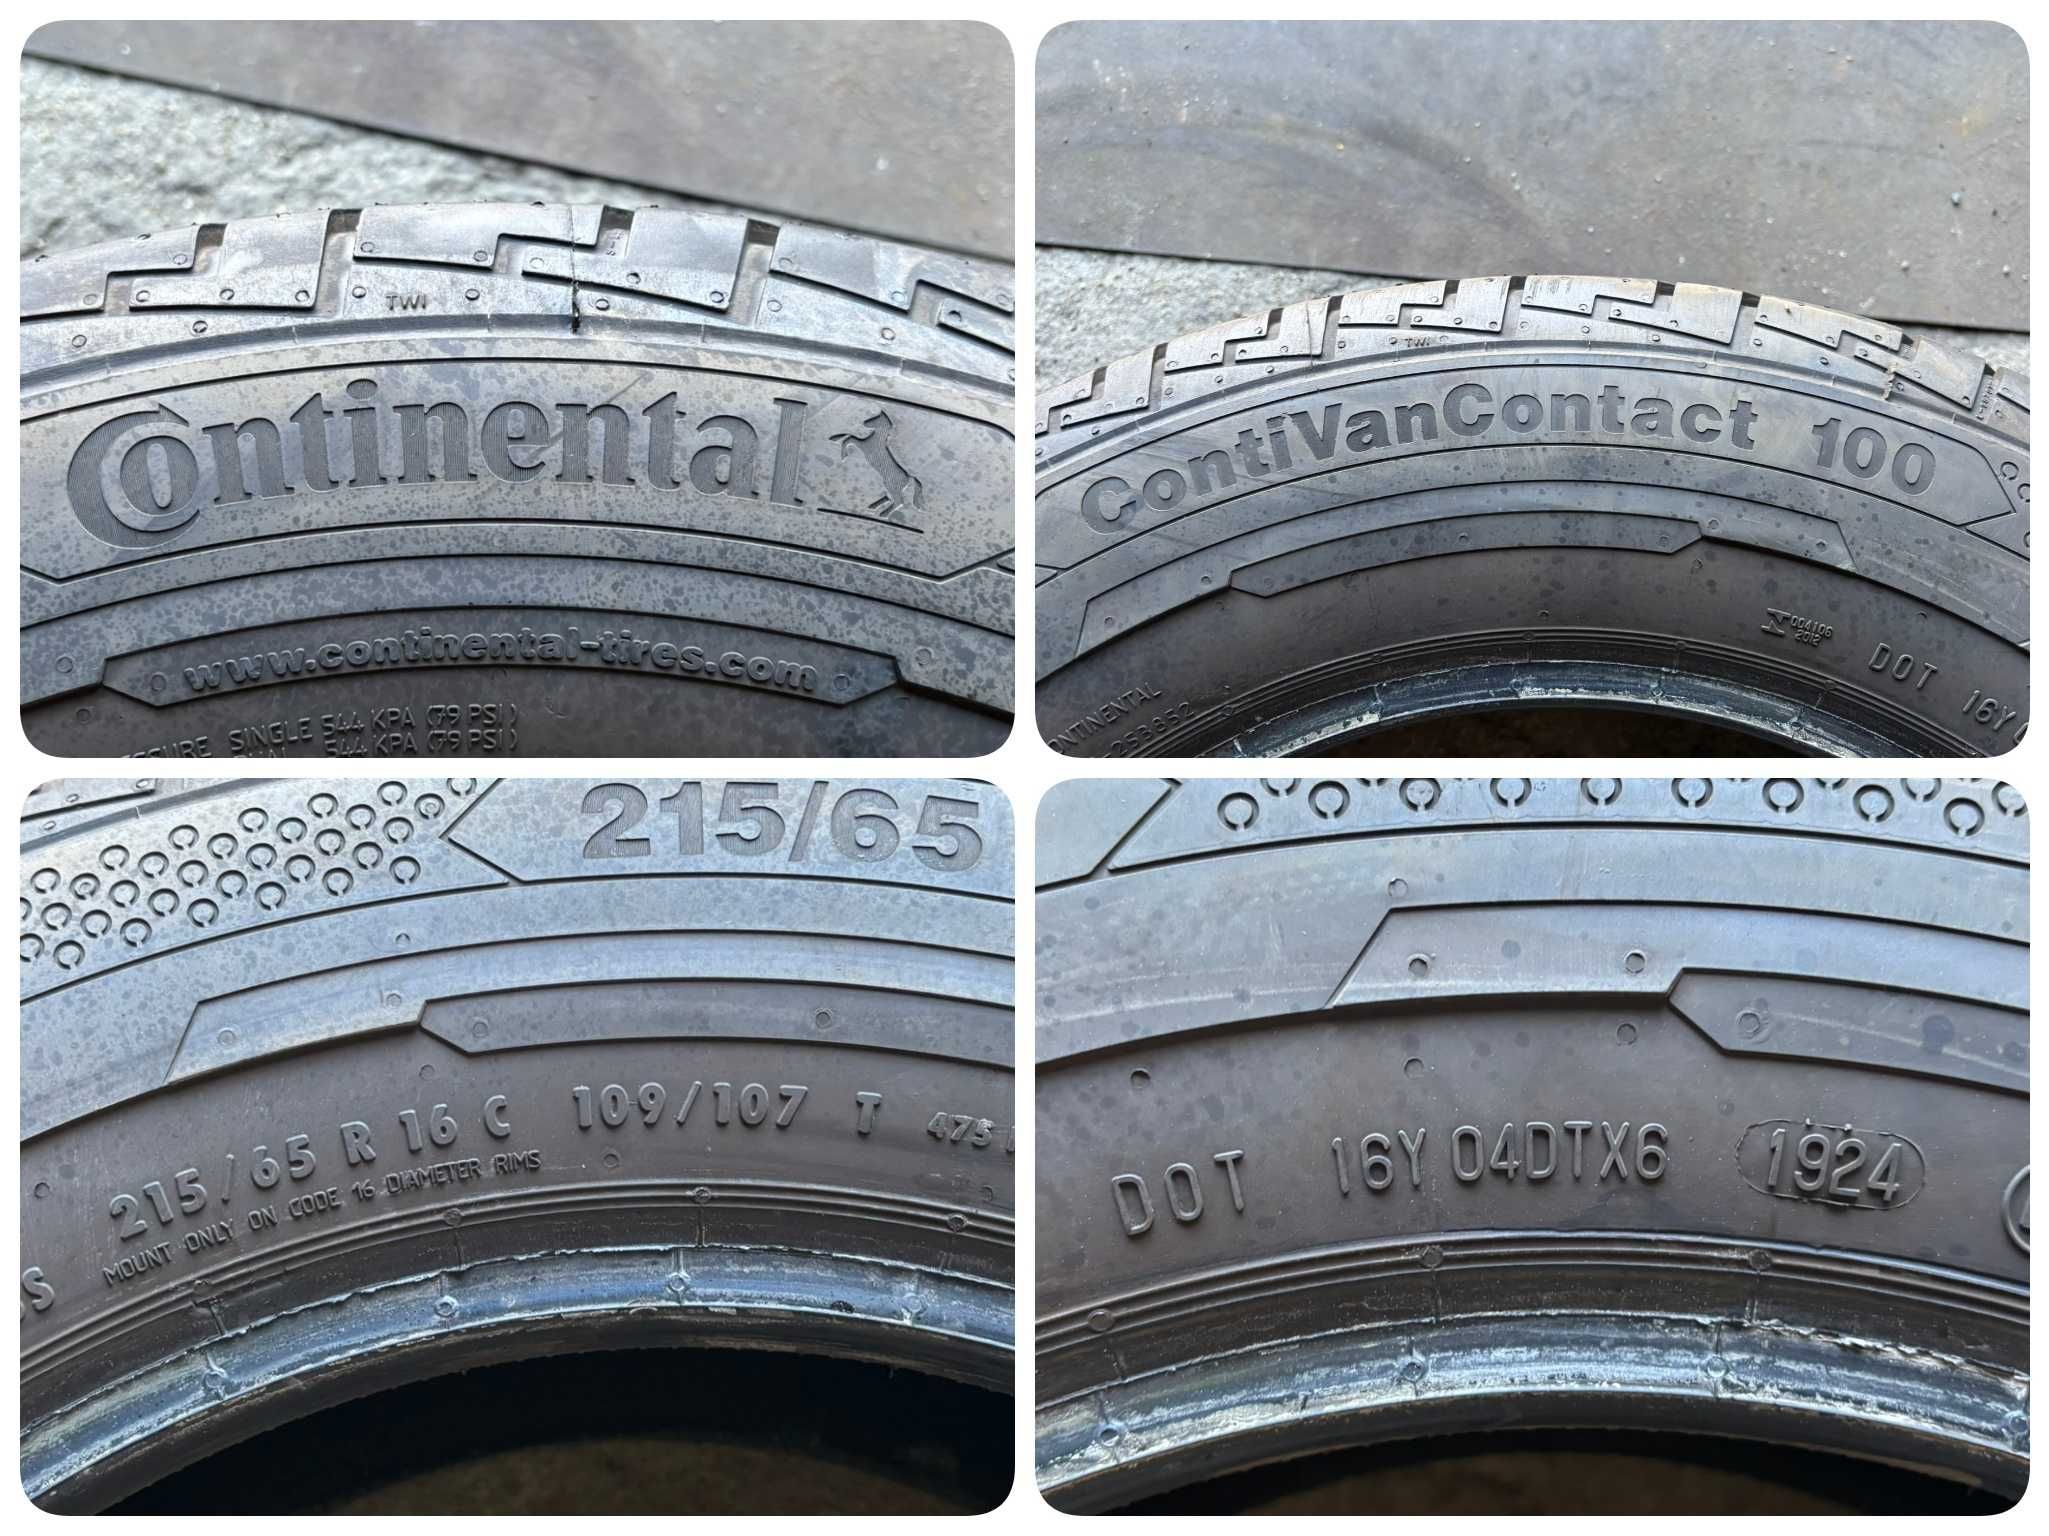 TWI
Continental
www.continental-tires.com
SINGLE 544 KPA (79 PSI)
544 KPA (79 PSI)
TWI
ContiVanContact 100
004106
2012
DOT 16Y
215/65
215/65 R 16 C 109/107 T 475
MOUNT ONLY ON CODE 16 DIAMETER RIMS
DOT 16Y 04DTX6 1924